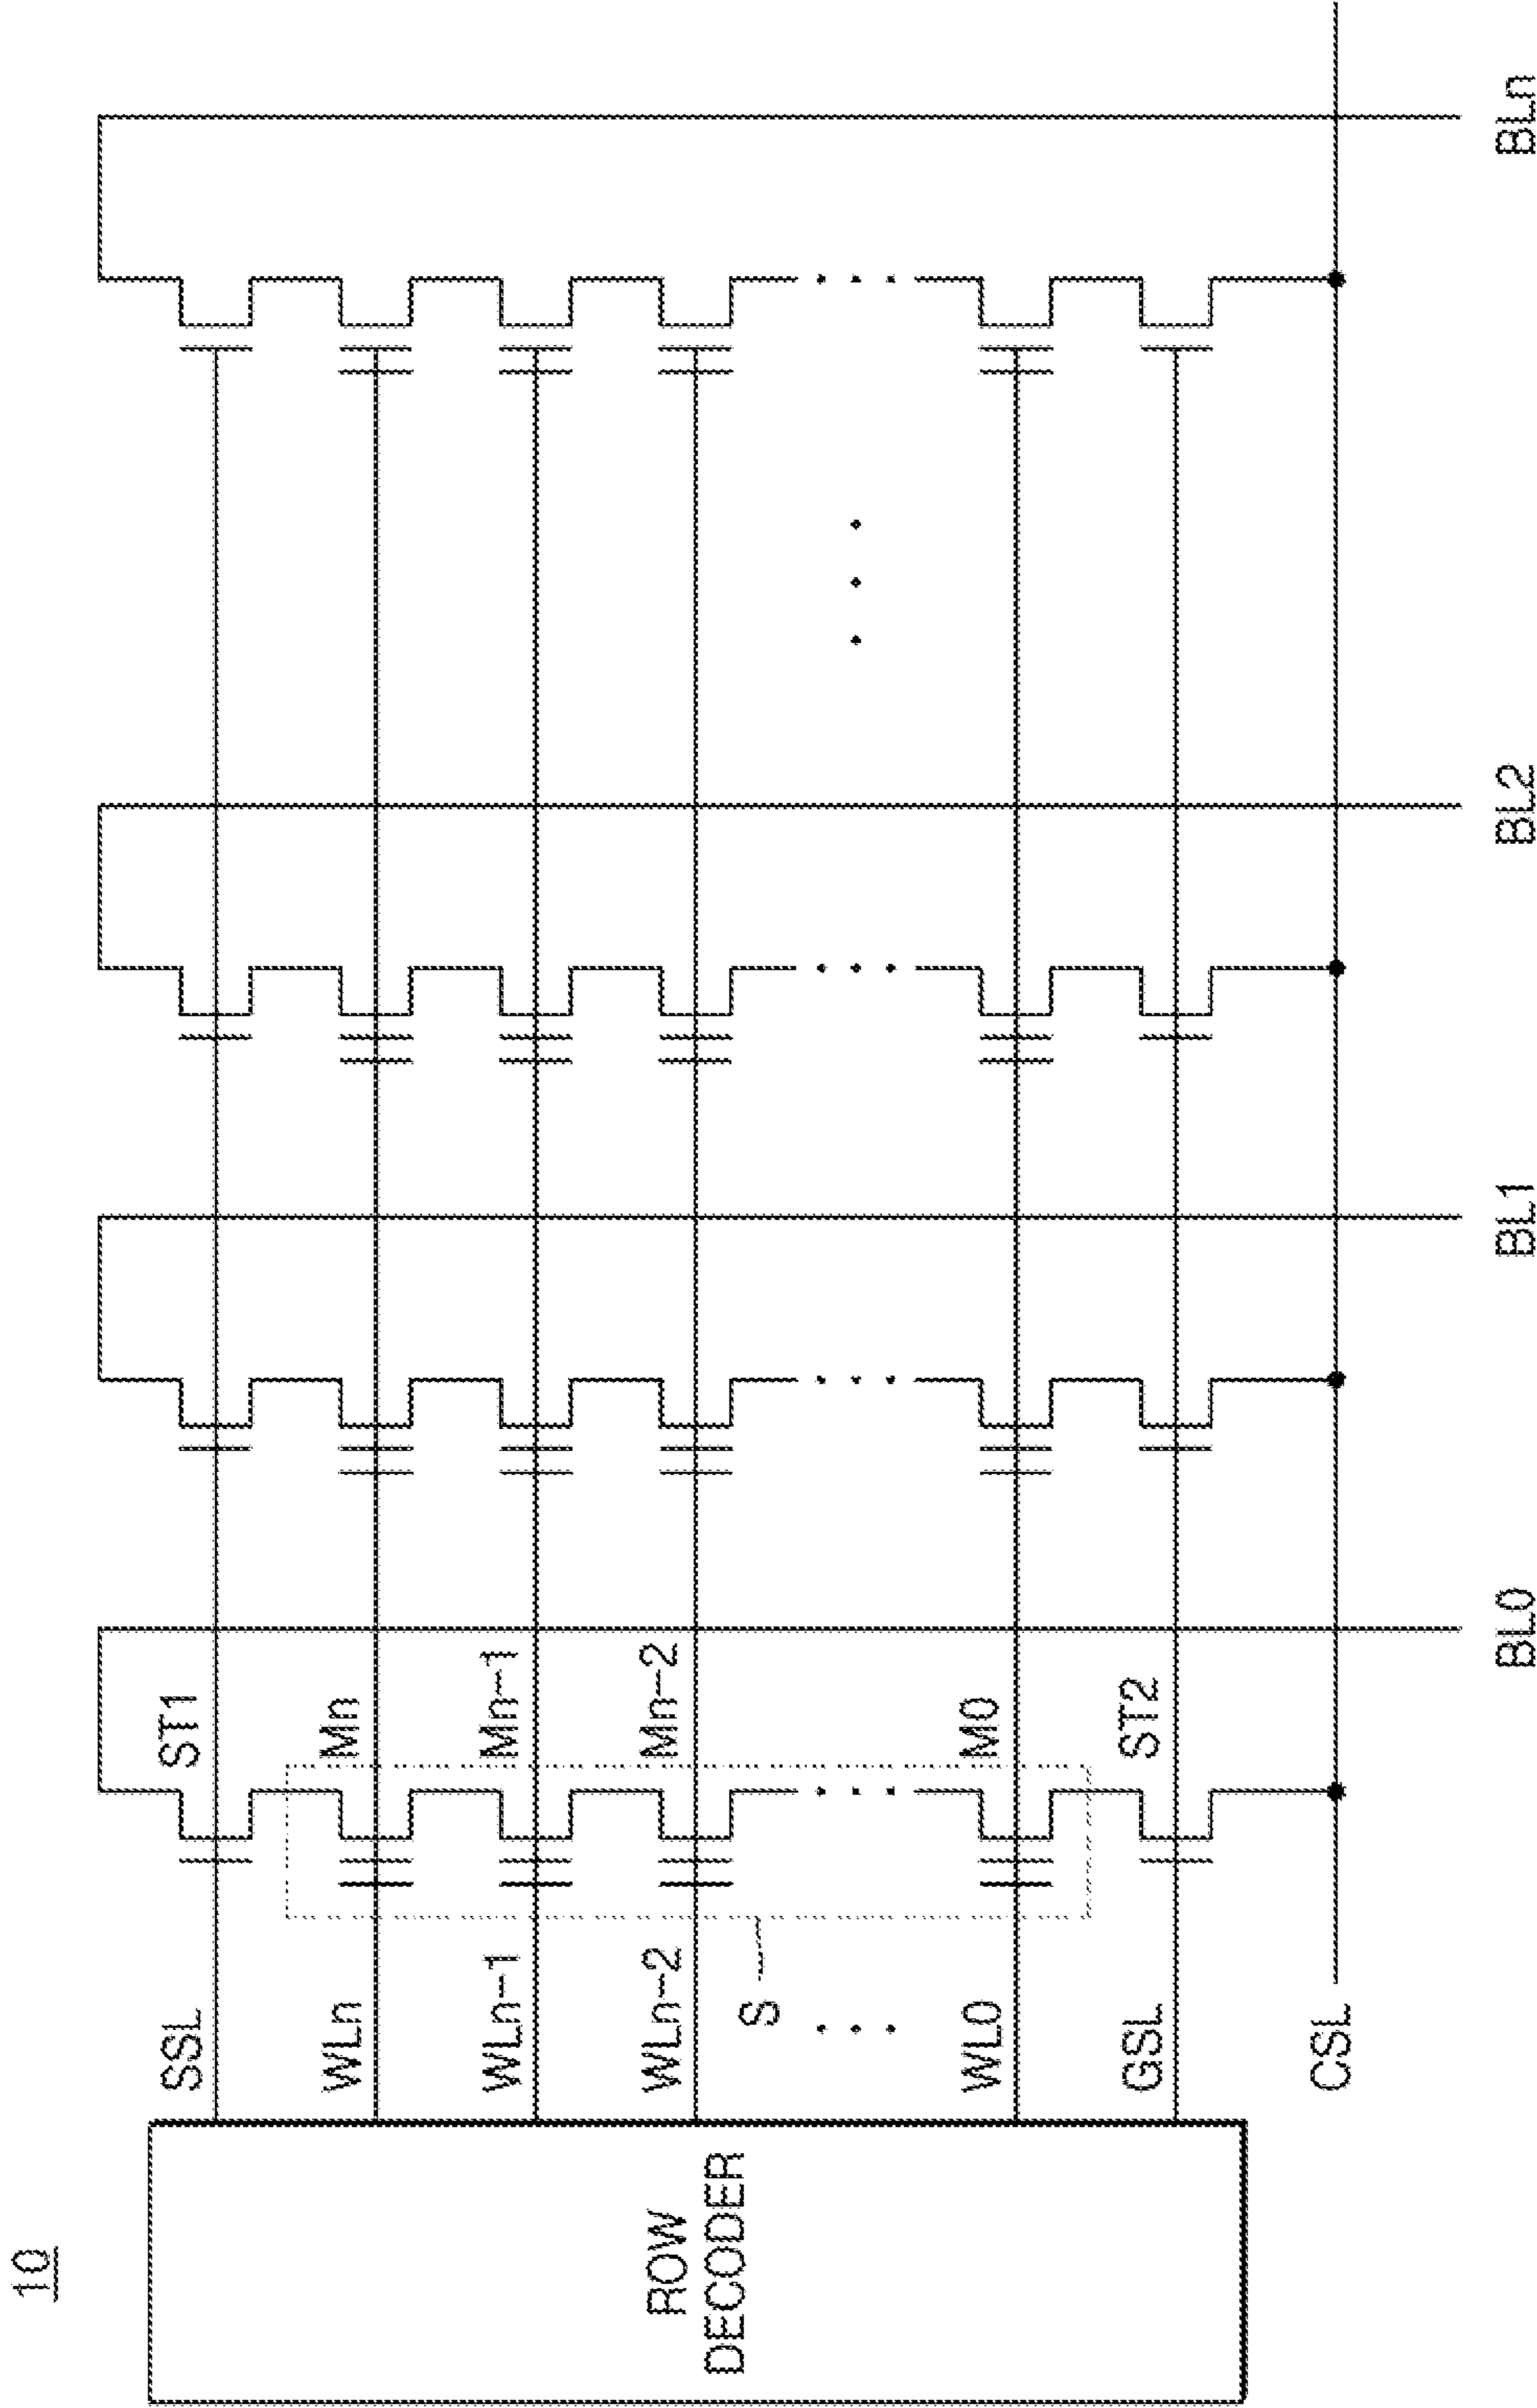 10
ROW
DECODER
SSL
WLn
WLn-1
WLn-2
S
WL0
GSL
CSL
ST1
Mn
Mn-1
Mn-2
M0
ST2
BL0
BL1
BL2
BLn